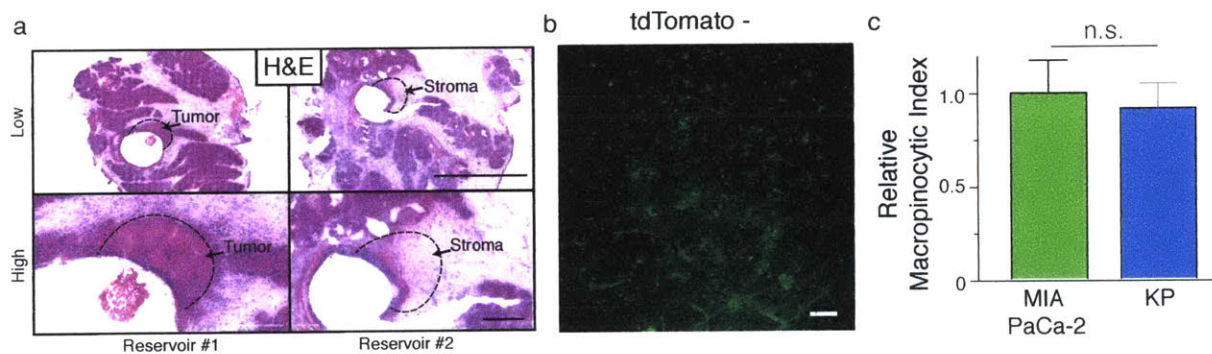 a
H&E
Low
Tumor
Stroma
High
Tumor
Stroma
Reservoir #1
Reservoir #2
b
tdTomato -
c
n.s.
Relative
Macropinocytic Index
1.0
0.5
0
MIA
PaCa-2
KP